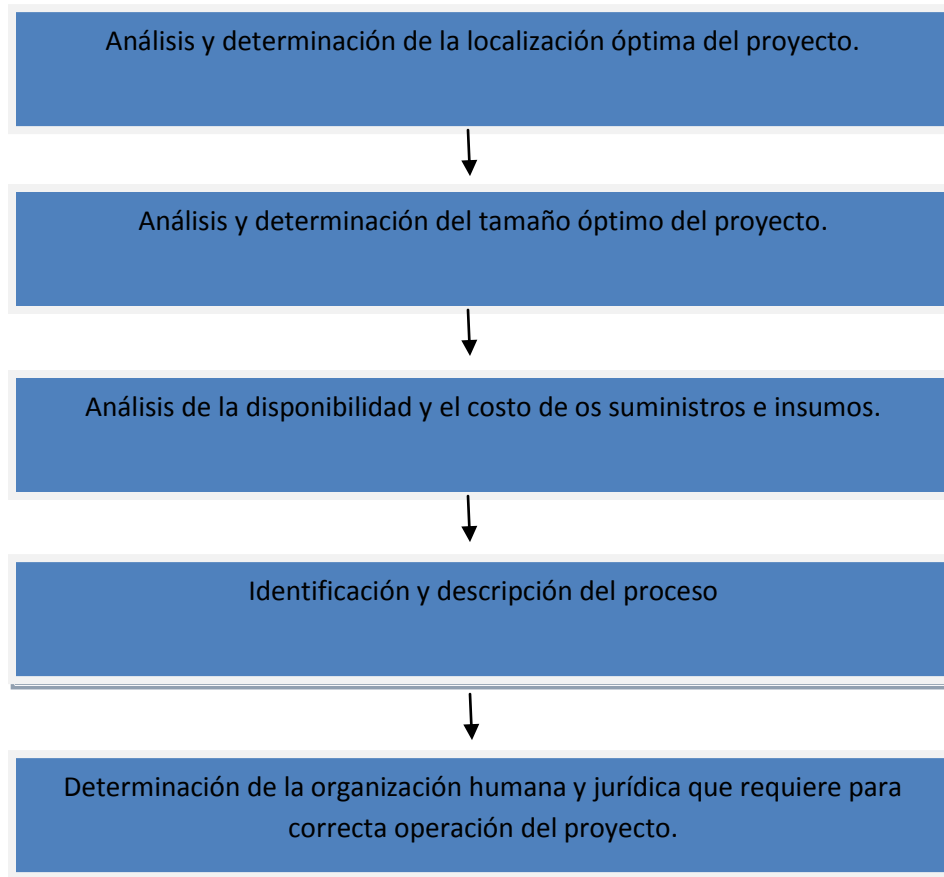 Análisis y determinación de la localización óptima del proyecto.
Análisis y determinación del tamaño óptimo del proyecto.
Análisis de la disponibilidad y el costo de os suministros e insumos.
Identificación y descripción del proceso
Determinación de la organización humana y jurídica que requiere para
correcta operación del proyecto.